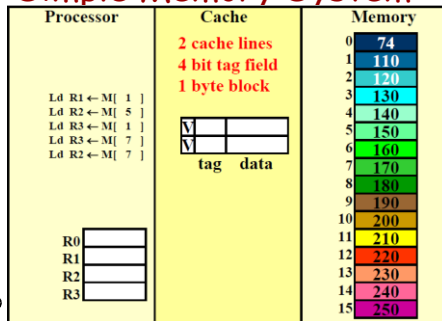 Simple Memory System
Processor
Cache
Memory
2 cache lines
4 bit tag field
1 byte block
Ld R1 ← M[ 1 ]
Ld R2 ← M[ 5 ]
Ld R3 ← M[ 1 ]
Ld R3 ← M[ 7 ]
Ld R2 ← M[ 7 ]
V
V
tag data
R0
R1
R2
R3
0 74
1 110
2 120
3 130
4 140
5 150
6 160
7 170
8 180
9 190
10 200
11 210
12 220
13 230
14 240
15 250